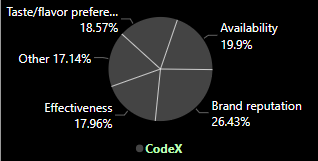 Taste/flavor prefere...
18.57%
Availability
19.9%
Other 17.14%
Effectiveness
17.96%
Brand reputation
26.43%
CodeX